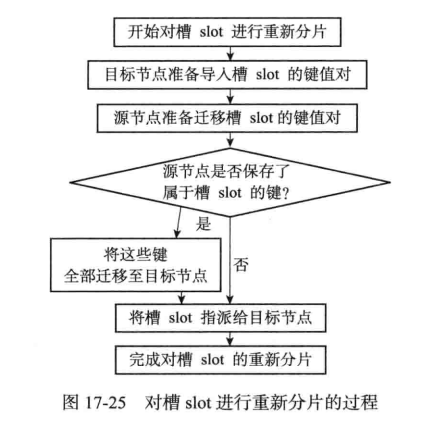 开始对槽 slot 进行重新分片
目标节点准备导入槽 slot 的键值对
源节点准备迁移槽 slot的键值对
源节点是否保存了
属于槽 slot 的键?
是
将这些键
全部迁移至目标节点
否
将槽 slot 指派给目标节点
完成对槽 slot 的重新分片
图 17-25 对槽 slot 进行重新分片的过程